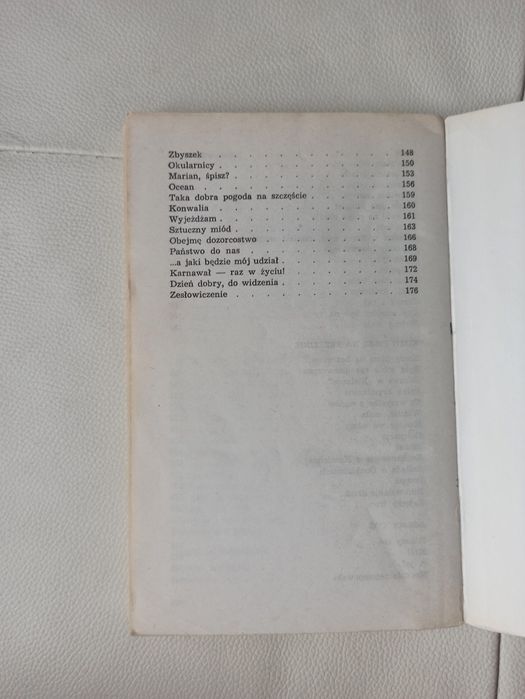 Zbyszek . . . . . . . . . . . . 148
Okularnicy . . . . . . . . . . . . 150
Marian, śpisz? . . . . . . . . . . . 153
Ocean . . . . . . . . . . . . . 156
Taka dobra pogoda na szczęście . . . . . . 159
Konwalia . . . . . . . . . . . . 160
Wyjeżdżam . . . . . . . . . . . . 161
Sztuczny miód . . . . . . . . . . . 163
Obejmę dozorcostwo . . . . . . . . . 166
Państwo do nas . . . . . . . . . . 168
...a jaki będzie mój udział . . . . . . . . 169
Karnawał — raz w życiu! . . . . . . . . 172
Dzień dobry, do widzenia . . . . . . . . 174
Zesłowiczenie . . . . . . . . . . . 176